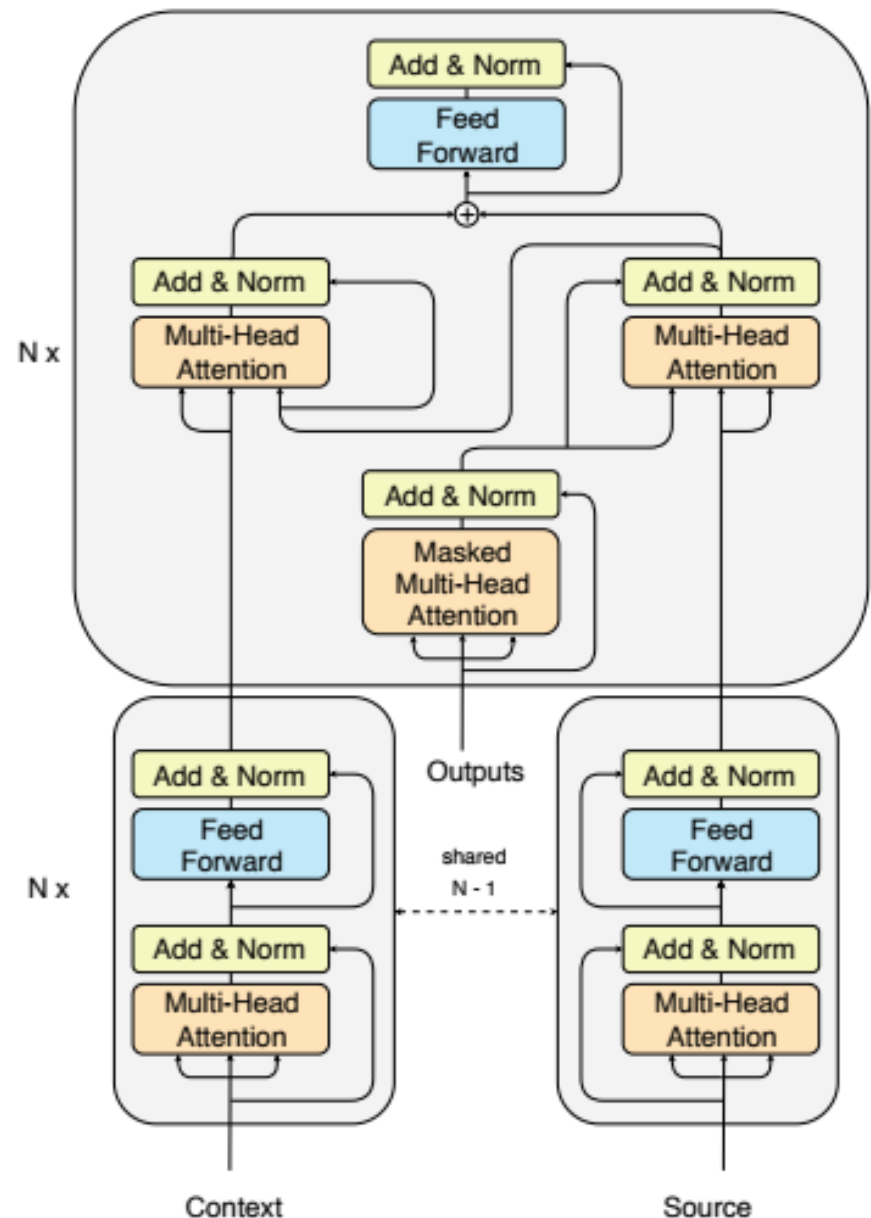 Add & Norm
Feed
Forward
Add & Norm
Multi-Head
Attention
Add & Norm
Multi-Head
Attention
N x
Add & Norm
Masked
Multi-Head
Attention
Outputs
Add & Norm
Feed
Forward
Add & Norm
Multi-Head
Attention
N x
shared
N - 1
Add & Norm
Feed
Forward
Add & Norm
Multi-Head
Attention
Context
Source